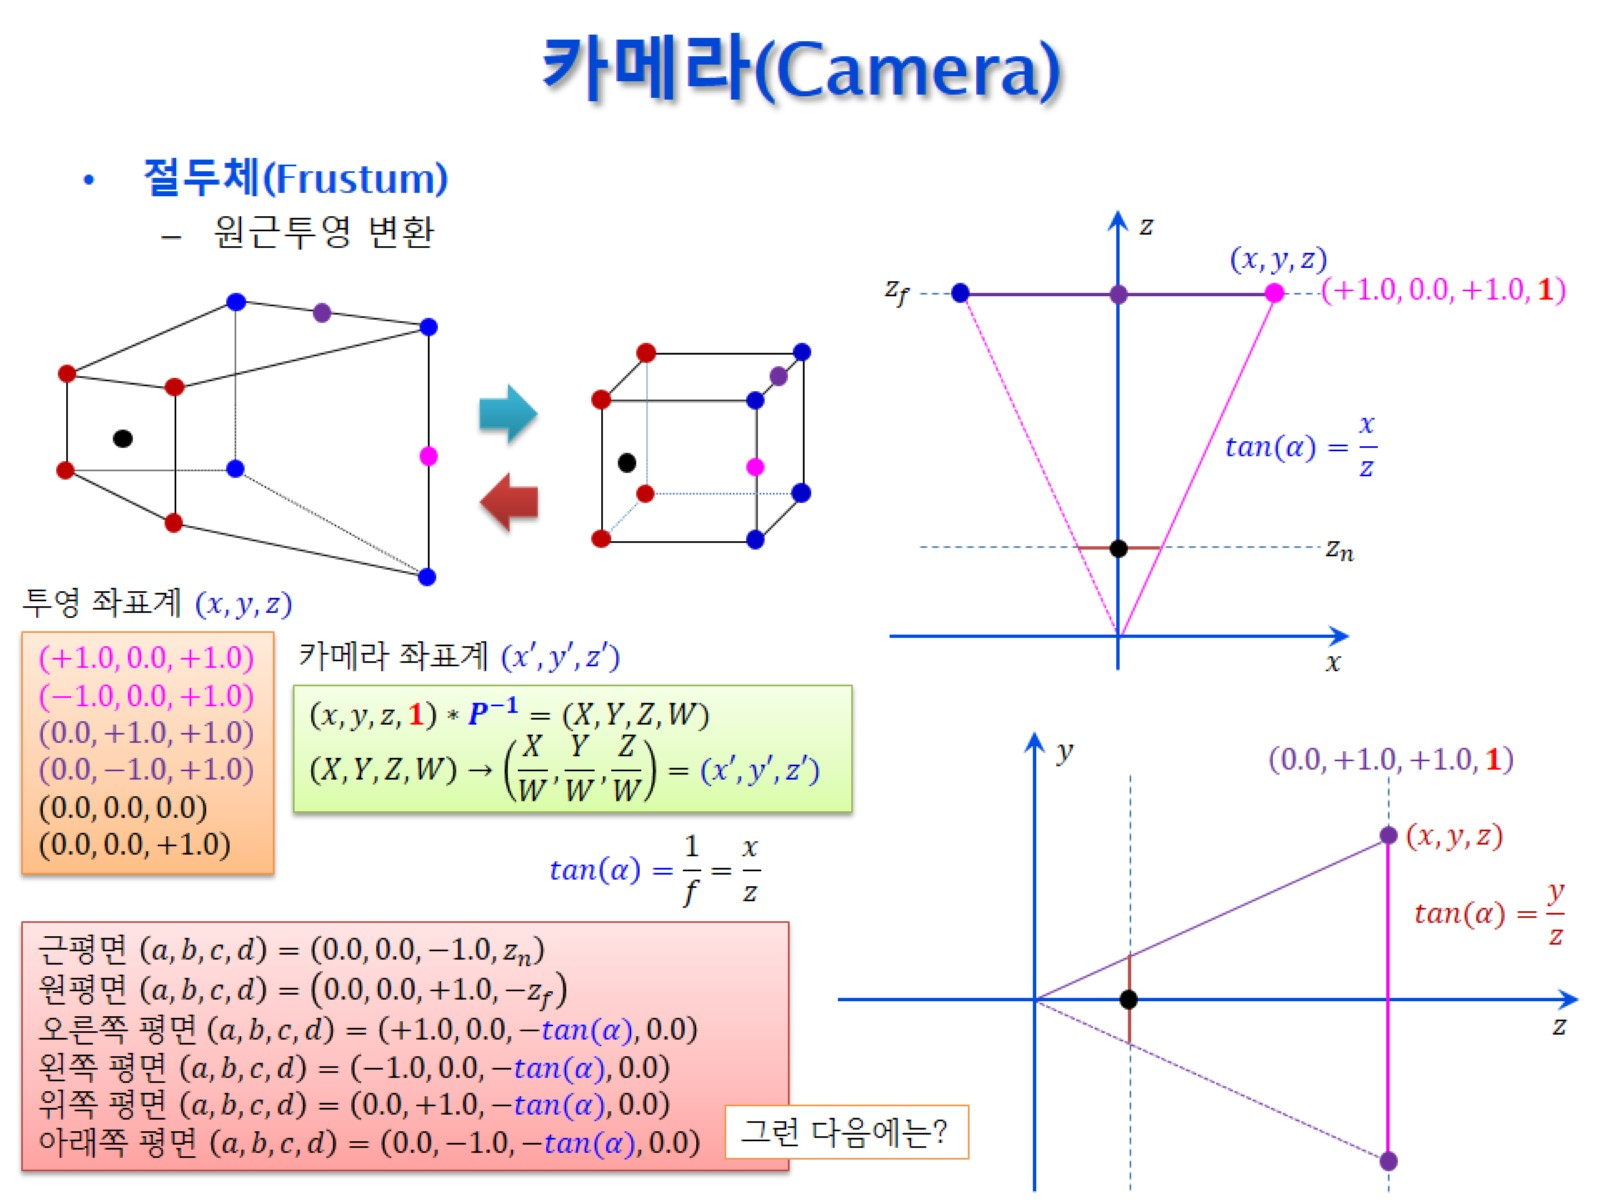 카메라(Camera)
• 절두체(Frustum)
– 원근투영 변환
투영 좌표계 (x, y, z)
(+1.0, 0.0, +1.0)
(−1.0, 0.0, +1.0)
(0.0, +1.0, +1.0)
(0.0, −1.0, +1.0)
(0.0, 0.0, 0.0)
(0.0, 0.0, +1.0)
카메라 좌표계 (x′, y′, z′)
(x, y, z, 1) ∗ P⁻¹ = (X, Y, Z, W)
(X, Y, Z, W) → (X/W, Y/W, Z/W) = (x′, y′, z′)
tan(α) = 1/f = x/z
근평면 (a, b, c, d) = (0.0, 0.0, −1.0, zₙ)
원평면 (a, b, c, d) = (0.0, 0.0, +1.0, −z_f)
오른쪽 평면 (a, b, c, d) = (+1.0, 0.0, −tan(α), 0.0)
왼쪽 평면 (a, b, c, d) = (−1.0, 0.0, −tan(α), 0.0)
위쪽 평면 (a, b, c, d) = (0.0, +1.0, −tan(α), 0.0)
아래쪽 평면 (a, b, c, d) = (0.0, −1.0, −tan(α), 0.0)
그런 다음에는?
z
(x, y, z)
z_f
(+1.0, 0.0, +1.0, 1)
tan(α) = x/z
zₙ
x
y
(0.0, +1.0, +1.0, 1)
(x, y, z)
tan(α) = y/z
z